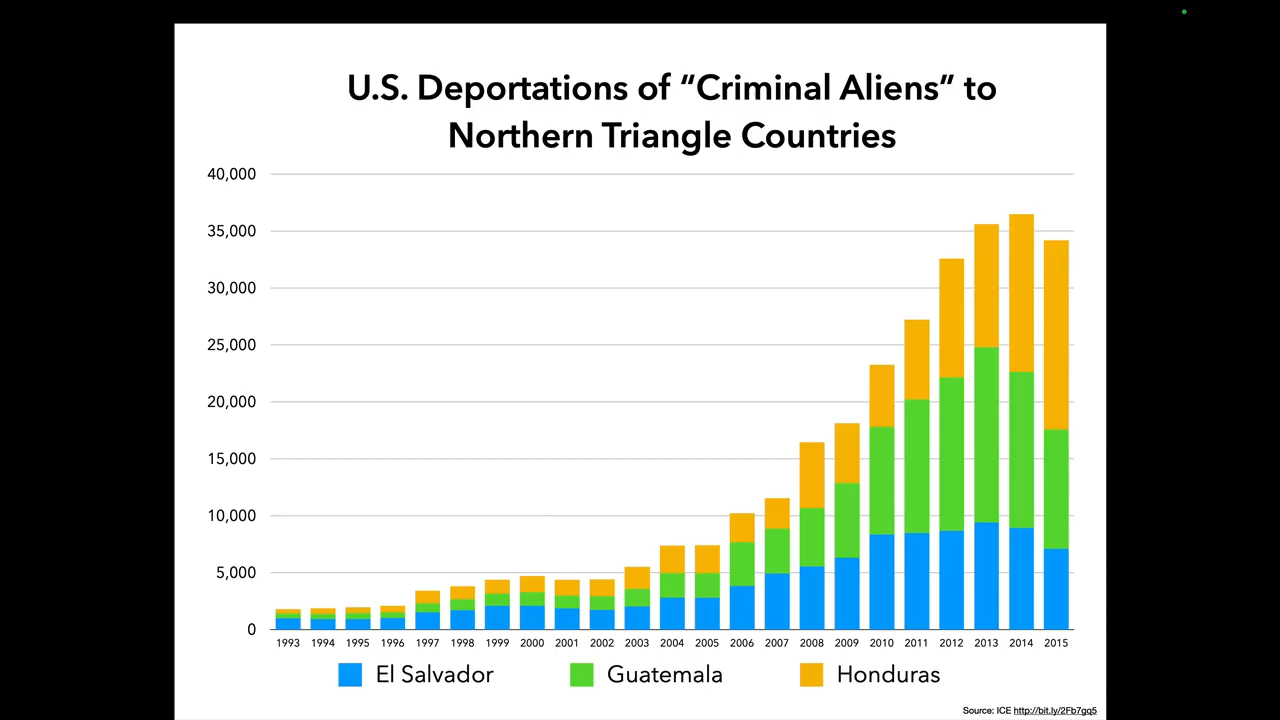 U.S. Deportations of “Criminal Aliens” to
Northern Triangle Countries
40,000
35,000
30,000
25,000
20,000
15,000
10,000
5,000
0
1993 1994 1995 1996 1997 1998 1999 2000 2001 2002 2003 2004 2005 2006 2007 2008 2009 2010 2011 2012 2013 2014 2015
El Salvador Guatemala Honduras
Source: ICE http://bit.ly/2Fb7gq5